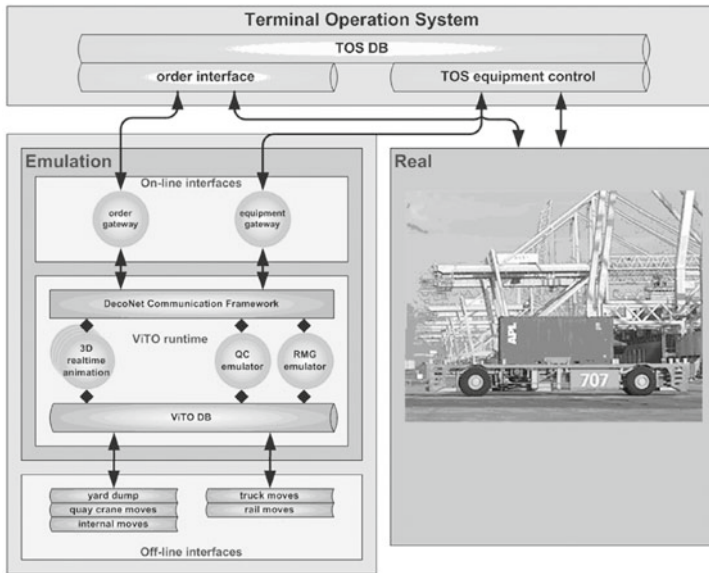 Terminal Operation System
TOS DB
order interface
TOS equipment control
Emulation
On-line interfaces
order
gateway
equipment
gateway
DecoNet Communication Framework
ViTO runtime
3D
realtime
animation
QC
emulator
RMG
emulator
ViTO DB
yard dump
quay crane moves
internal moves
truck moves
rail moves
Off-line interfaces
Real
APL
707